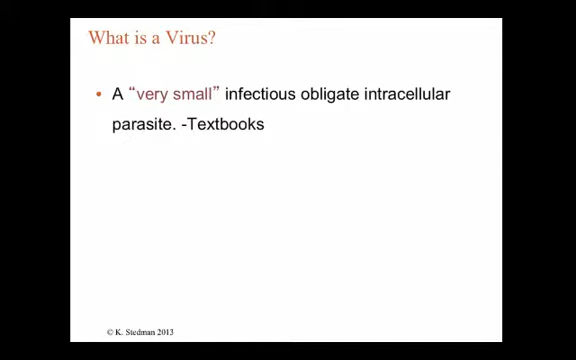 What is a Virus?
• A “very small” infectious obligate intracellular
parasite. -Textbooks
© K. Stedman 2013